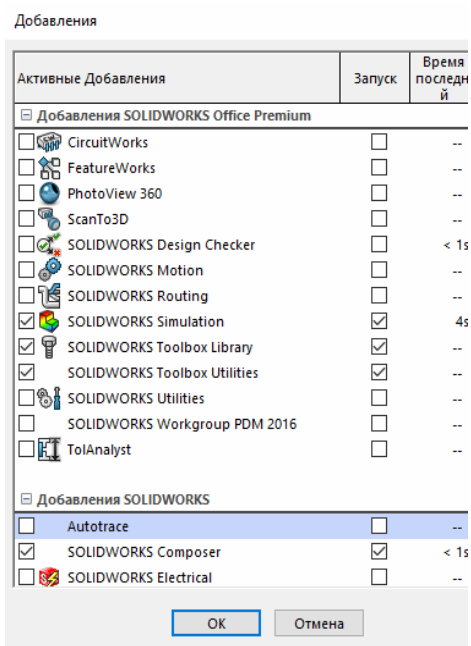 Добавления
Активные Добавления Запуск Время последн й
Добавления SOLIDWORKS Office Premium
CircuitWorks --
FeatureWorks --
PhotoView 360 --
ScanTo3D --
SOLIDWORKS Design Checker < 1s
SOLIDWORKS Motion --
SOLIDWORKS Routing --
SOLIDWORKS Simulation 4s
SOLIDWORKS Toolbox Library --
SOLIDWORKS Toolbox Utilities --
SOLIDWORKS Utilities --
SOLIDWORKS Workgroup PDM 2016 --
TolAnalyst --
Добавления SOLIDWORKS
Autotrace --
SOLIDWORKS Composer < 1s
SOLIDWORKS Electrical --
OK Отмена